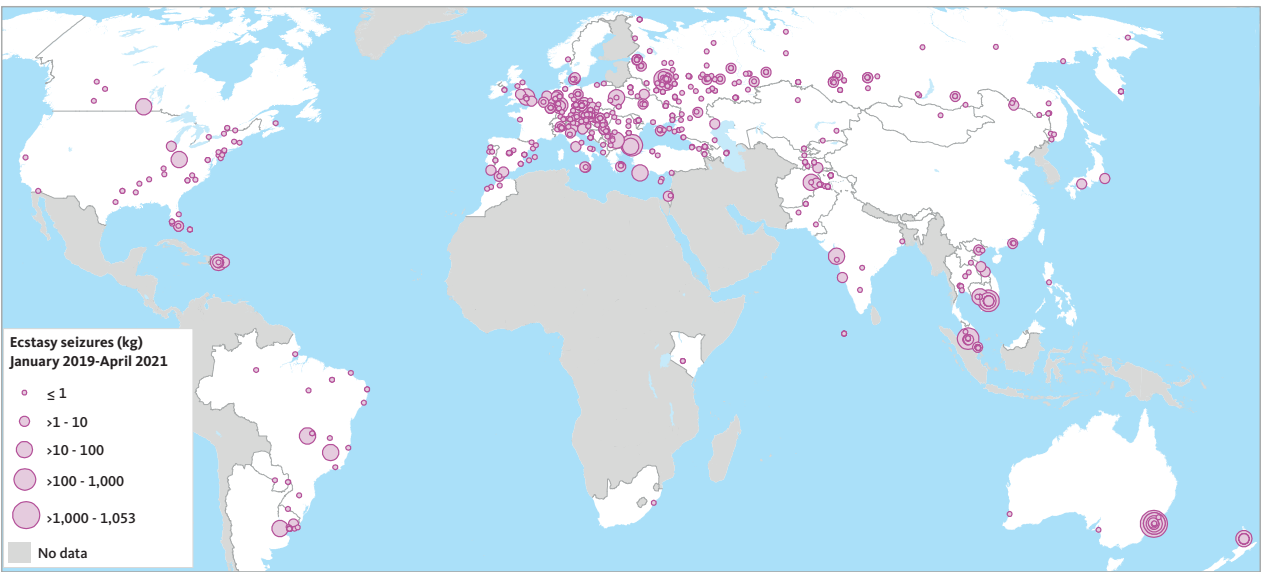 Ecstasy seizures (kg)
January 2019-April 2021
≤ 1
>1 - 10
>10 - 100
>100 - 1,000
>1,000 - 1,053
No data